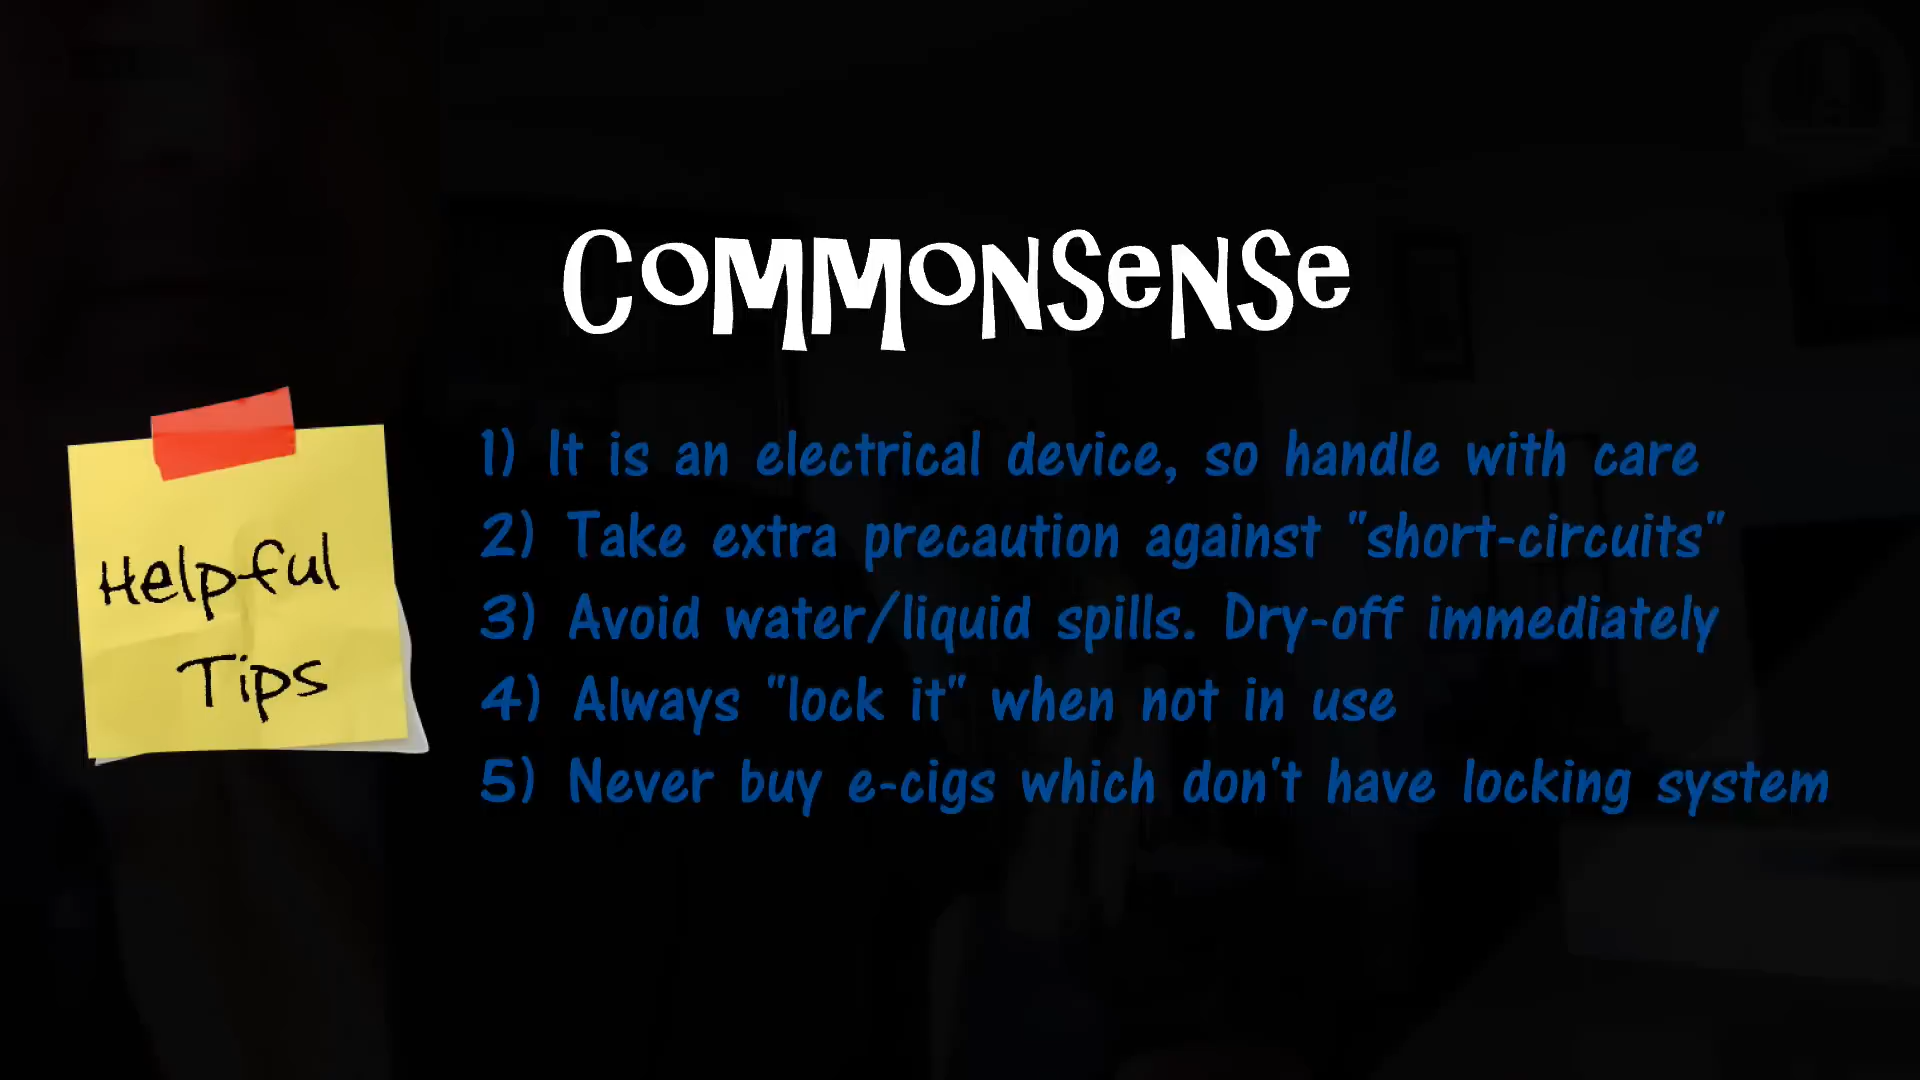 Commonsense
Helpful
Tips
1) It is an electrical device, so handle with care
2) Take extra precaution against "short-circuits"
3) Avoid water/liquid spills. Dry-off immediately
4) Always "lock it" when not in use
5) Never buy e-cigs which don't have locking system